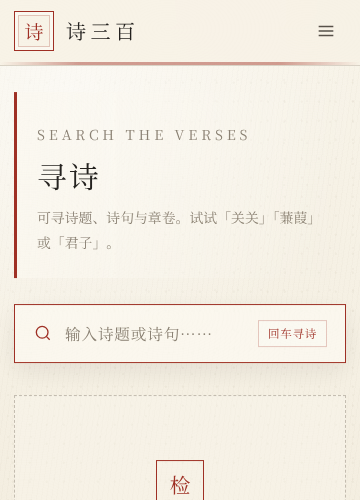 诗 诗三百
SEARCH THE VERSES
寻诗
可寻诗题、诗句与章卷。试试「关关」「蒹葭」
或「君子」。
输入诗题或诗句…… 回车寻诗
检